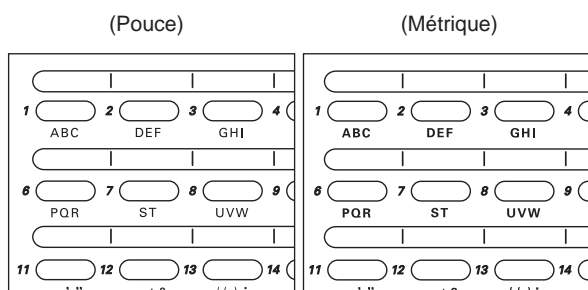 (Pouce) (Métrique)
1 2 3 4 1 2 3 4
ABC DEF GHI ABC DEF GHI
6 7 8 9 6 7 8 9
PQR ST UVW PQR ST UVW
11 12 13 14 11 12 13 14